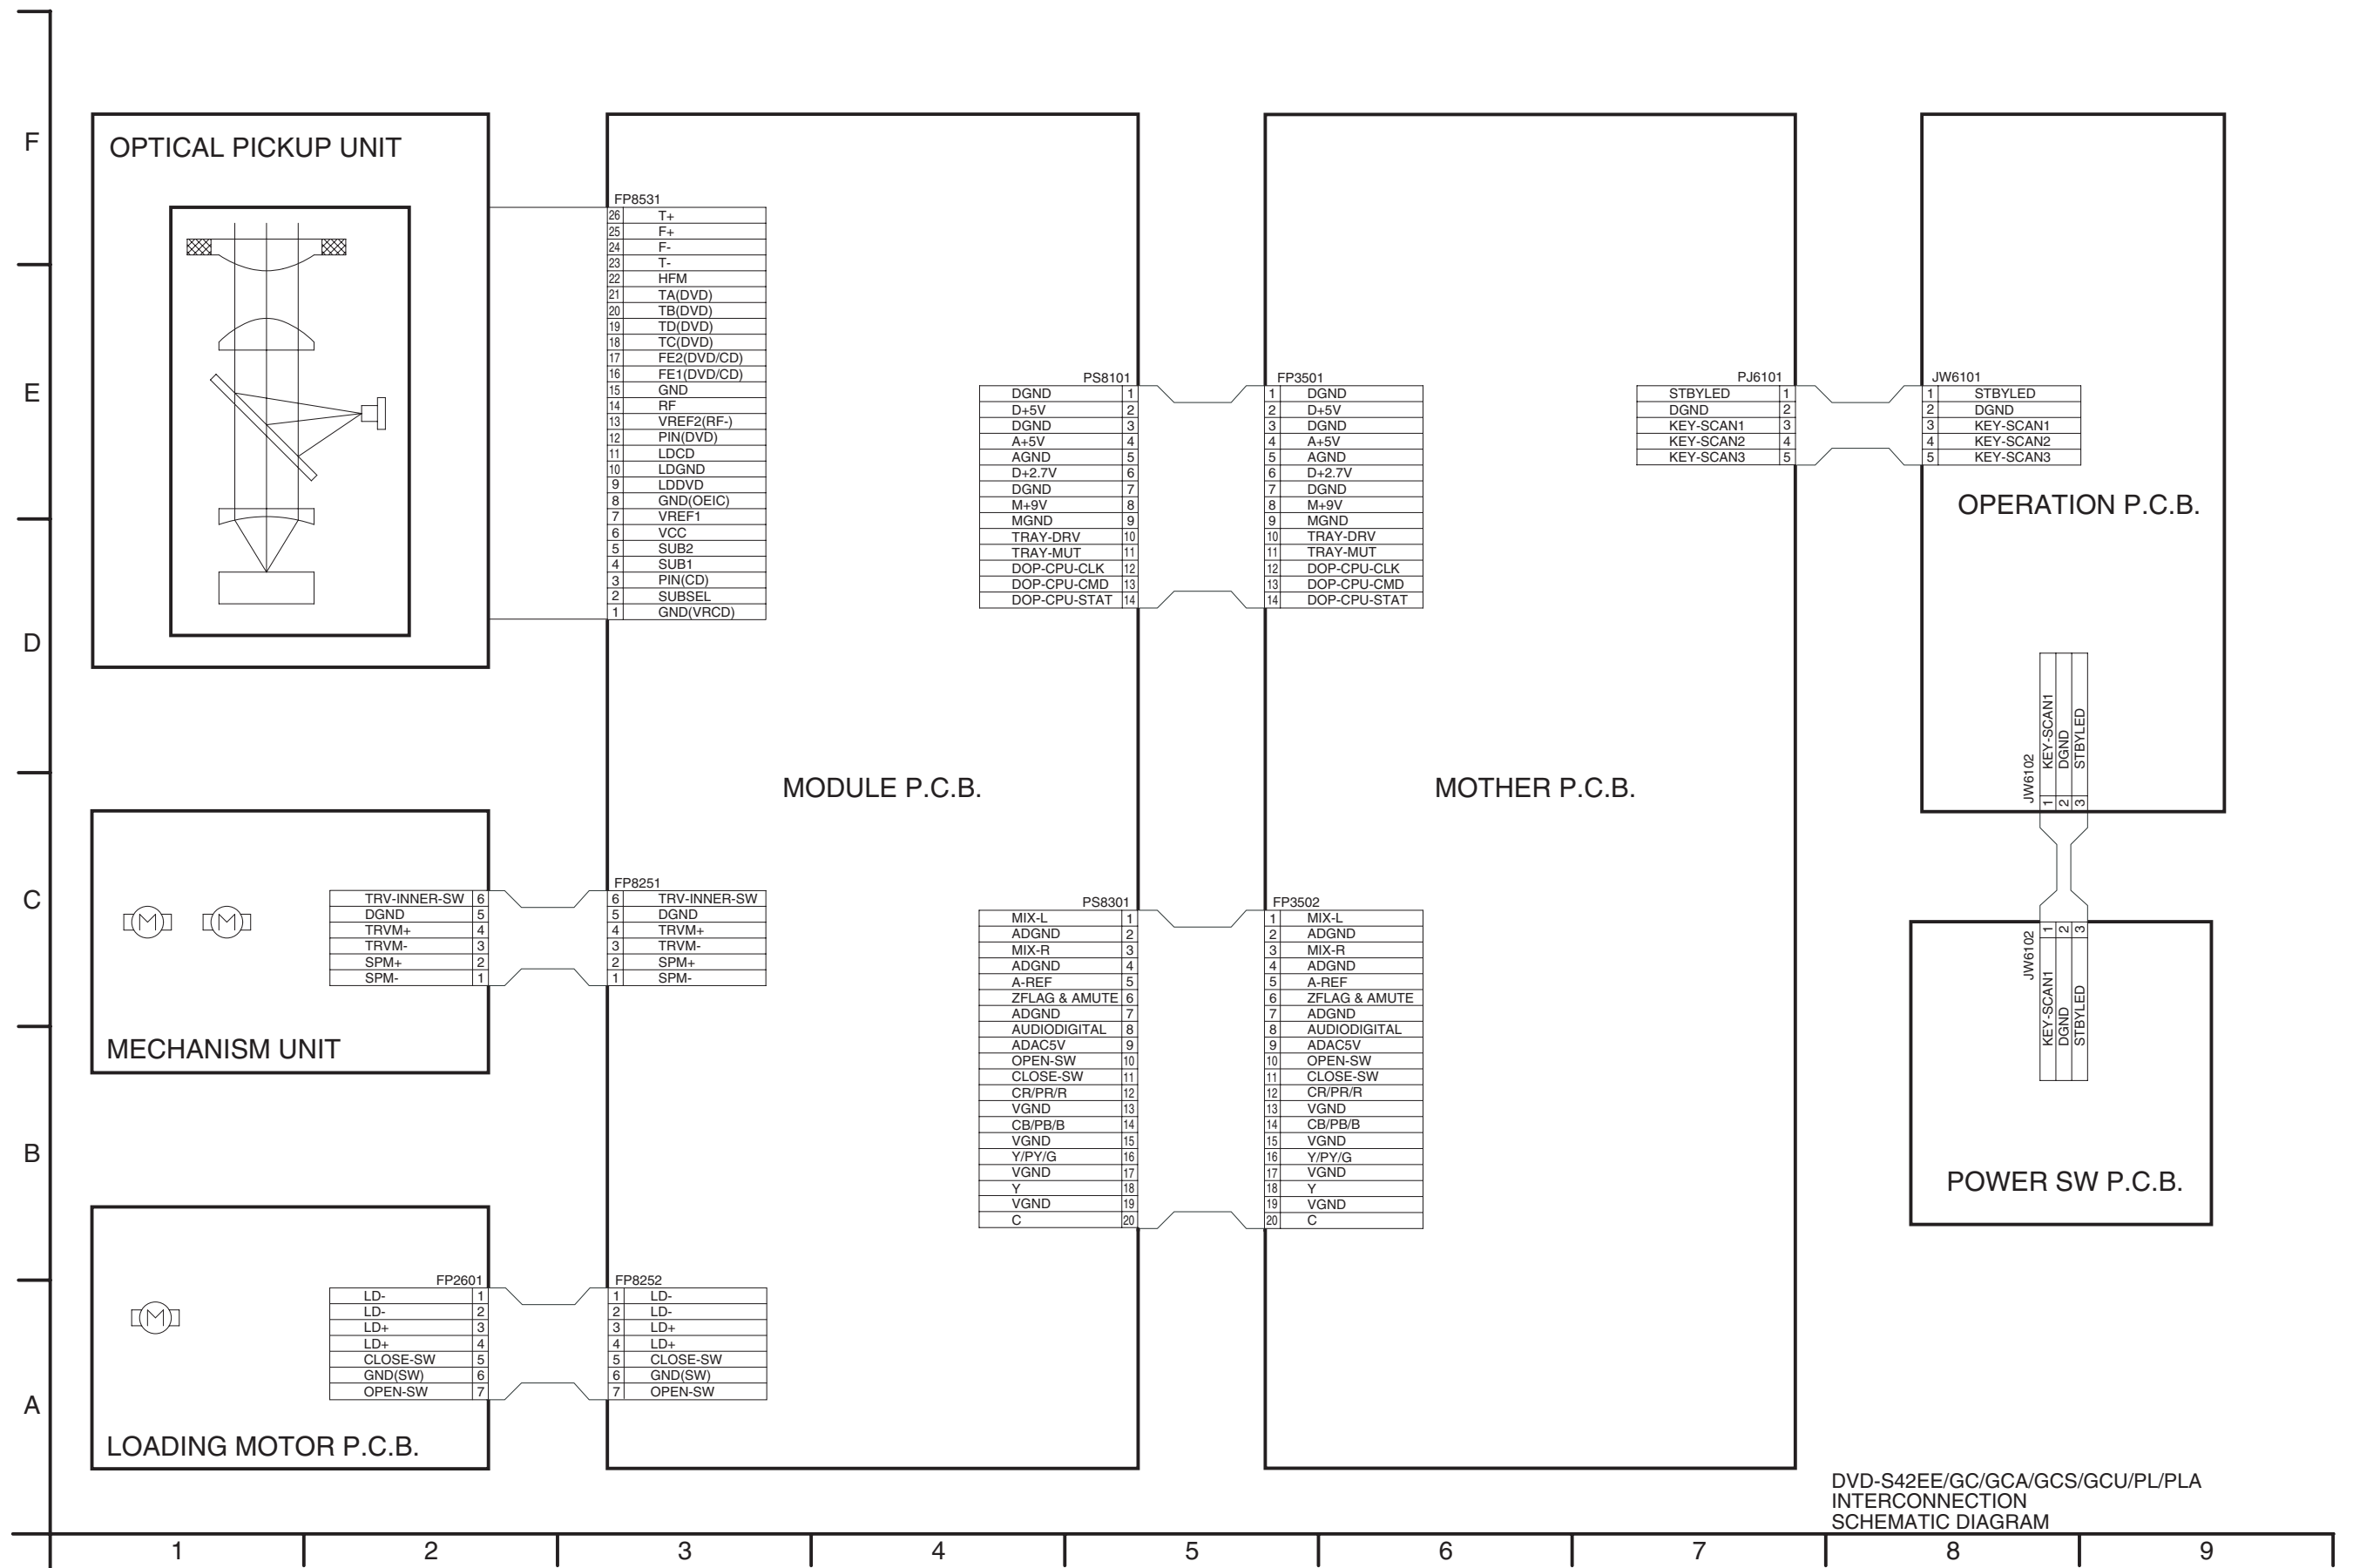 F
E
D
C
B
A
OPTICAL PICKUP UNIT
FP8531
26 T+
25 F+
24 F-
23 T-
22 HFM
21 TA(DVD)
20 TB(DVD)
19 TD(DVD)
18 TC(DVD)
17 FE2(DVD/CD)
16 FE1(DVD/CD)
15 GND
14 RF
13 VREF2(RF-)
12 PIN(DVD)
11 LDCD
10 LDGND
9 LDDVD
8 GND(OEIC)
7 VREF1
6 VCC
5 SUB2
4 SUB1
3 PIN(CD)
2 SUBSEL
1 GND(VRCD)
PS8101
DGND 1
D+5V 2
DGND 3
A+5V 4
AGND 5
D+2.7V 6
DGND 7
M+9V 8
MGND 9
TRAY-DRV 10
TRAY-MUT 11
DOP-CPU-CLK 12
DOP-CPU-CMD 13
DOP-CPU-STAT 14
FP3501
1 DGND
2 D+5V
3 DGND
4 A+5V
5 AGND
6 D+2.7V
7 DGND
8 M+9V
9 MGND
10 TRAY-DRV
11 TRAY-MUT
12 DOP-CPU-CLK
13 DOP-CPU-CMD
14 DOP-CPU-STAT
PJ6101
STBYLED 1
DGND 2
KEY-SCAN1 3
KEY-SCAN2 4
KEY-SCAN3 5
JW6101
1 STBYLED
2 DGND
3 KEY-SCAN1
4 KEY-SCAN2
5 KEY-SCAN3
OPERATION P.C.B.
JW6102
1 KEY-SCAN1
2 DGND
3 STBYLED
MODULE P.C.B.
MOTHER P.C.B.
M M
TRV-INNER-SW 6
DGND 5
TRVM+ 4
TRVM- 3
SPM+ 2
SPM- 1
MECHANISM UNIT
FP8251
6 TRV-INNER-SW
5 DGND
4 TRVM+
3 TRVM-
2 SPM+
1 SPM-
PS8301
MIX-L 1
ADGND 2
MIX-R 3
ADGND 4
A-REF 5
ZFLAG & AMUTE 6
ADGND 7
AUDIODIGITAL 8
ADAC5V 9
OPEN-SW 10
CLOSE-SW 11
CR/PR/R 12
VGND 13
CB/PB/B 14
VGND 15
Y/PY/G 16
VGND 17
Y 18
VGND 19
C 20
FP3502
1 MIX-L
2 ADGND
3 MIX-R
4 ADGND
5 A-REF
6 ZFLAG & AMUTE
7 ADGND
8 AUDIODIGITAL
9 ADAC5V
10 OPEN-SW
11 CLOSE-SW
12 CR/PR/R
13 VGND
14 CB/PB/B
15 VGND
16 Y/PY/G
17 VGND
18 Y
19 VGND
20 C
JW6102
1 KEY-SCAN1
2 DGND
3 STBYLED
POWER SW P.C.B.
M
FP2601
LD- 1
LD- 2
LD+ 3
LD+ 4
CLOSE-SW 5
GND(SW) 6
OPEN-SW 7
LOADING MOTOR P.C.B.
FP8252
1 LD-
2 LD-
3 LD+
4 LD+
5 CLOSE-SW
6 GND(SW)
7 OPEN-SW
DVD-S42EE/GC/GCA/GCS/GCU/PL/PLA
INTERCONNECTION
SCHEMATIC DIAGRAM
1 2 3 4 5 6 7 8 9